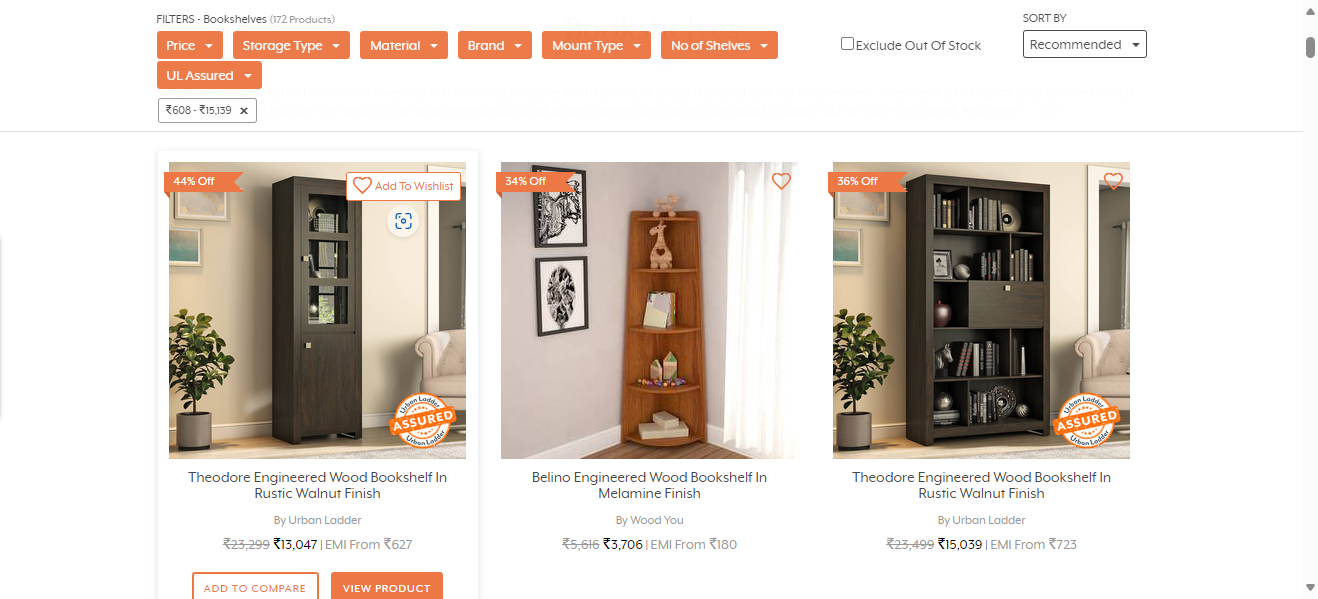 FILTERS - Bookshelves (172 Products)
SORT BY
Price
Storage Type
Material
Brand
Mount Type
No of Shelves
Exclude Out Of Stock
Recommended
UL Assured
₹608 - ₹15,139 ×
44% Off
Add To Wishlist
34% Off
36% Off
Urban Ladder
ASSURED
Urban Ladder
Urban Ladder
ASSURED
Urban Ladder
Theodore Engineered Wood Bookshelf In
Rustic Walnut Finish
By Urban Ladder
₹23,299 ₹13,047 | EMI From ₹627
ADD TO COMPARE
VIEW PRODUCT
Belino Engineered Wood Bookshelf In
Melamine Finish
By Wood You
₹5,616 ₹3,706 | EMI From ₹180
Theodore Engineered Wood Bookshelf In
Rustic Walnut Finish
By Urban Ladder
₹23,499 ₹15,039 | EMI From ₹723